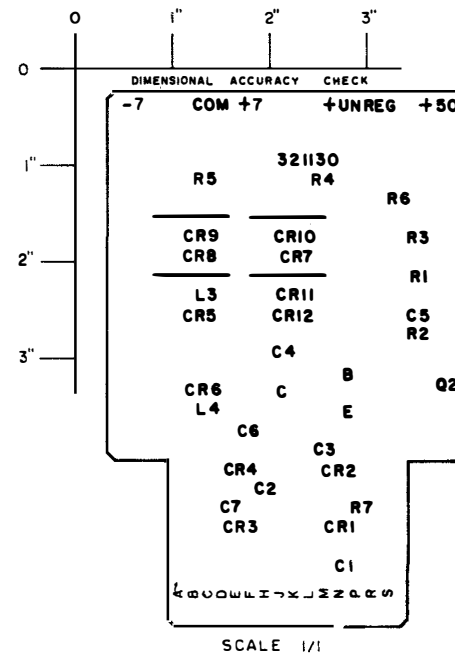 0 1" 2" 3"
0
DIMENSIONAL ACCURACY CHECK
-7 COM +7 +UNREG +50
321130
1"
R5 R4
R6
CR9 CR10 R3
2" CR8 CR7
R1
L3 CR11
CR5 CR12 C5
R2
3" C4
B
CR6 C Q2
L4 E
C6
C3
CR4 CR2
C2
C7 R7
CR3 CR1
C1
A B C D E F H J K L M N P R S
SCALE 1/1